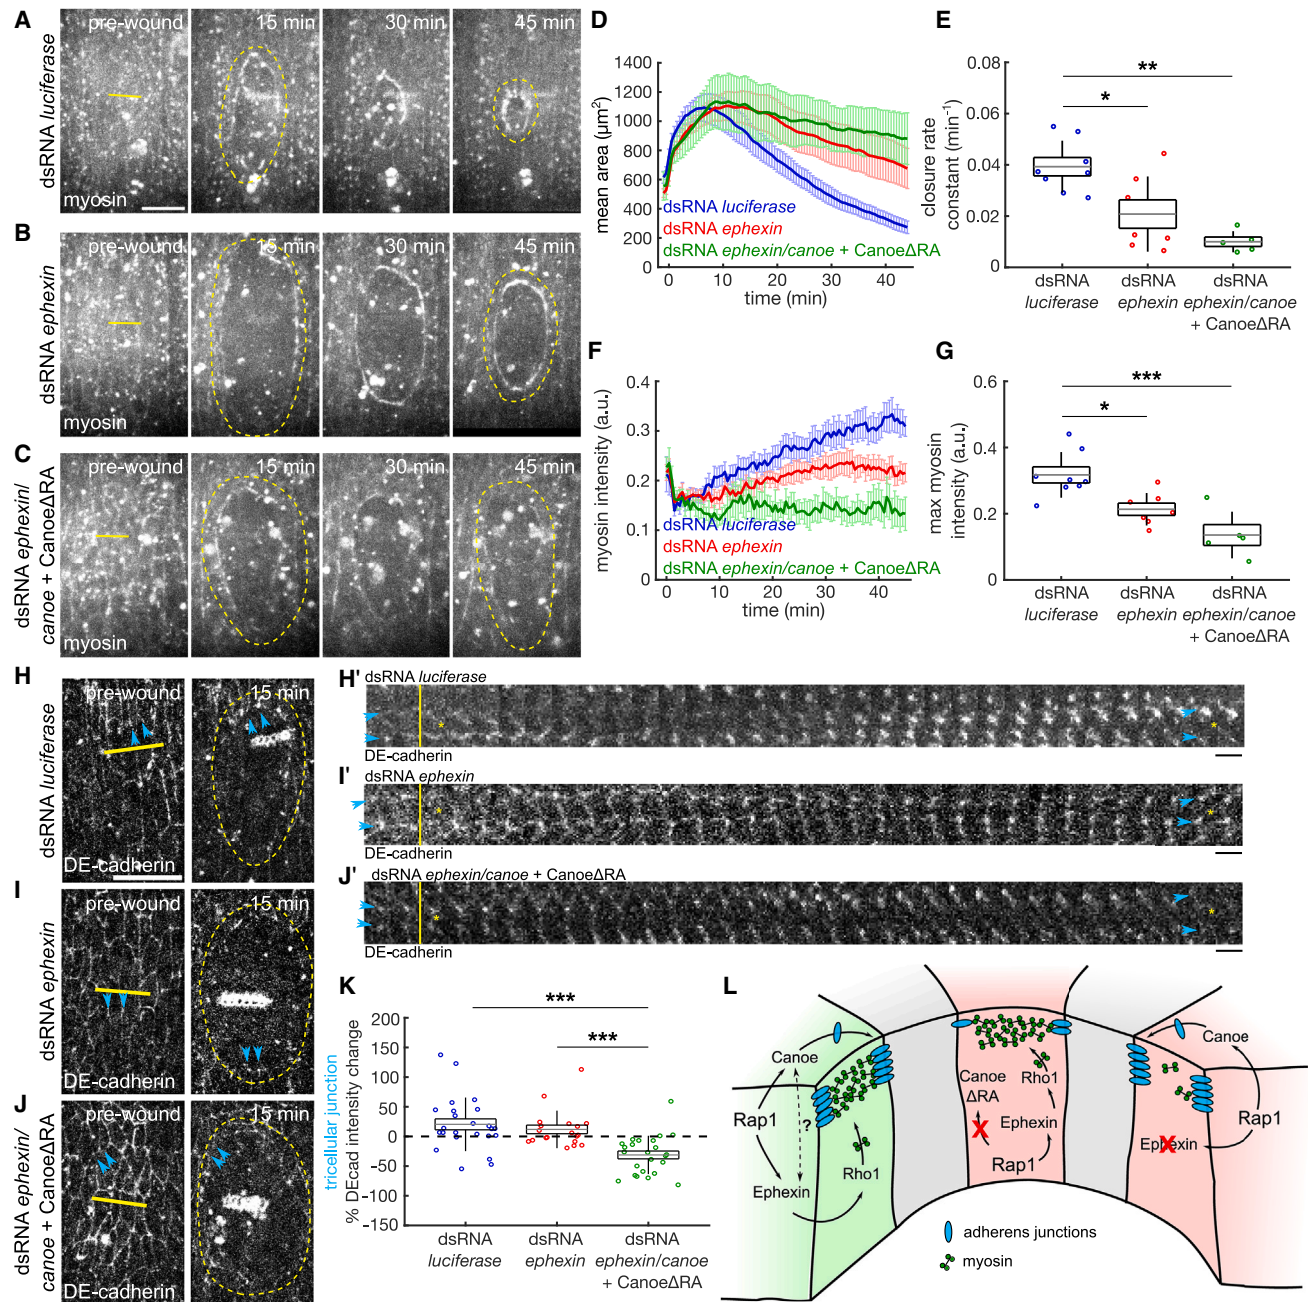 A
dsRNA luciferase
pre-wound
15 min
30 min
45 min
myosin
B
dsRNA ephexin
pre-wound
15 min
30 min
45 min
myosin
C
dsRNA ephexin/
canoe + CanoeΔRA
pre-wound
15 min
30 min
45 min
myosin
D
mean area (µm²)
1400
1200
1000
800
600
400
200
0
dsRNA luciferase
dsRNA ephexin
dsRNA ephexin/canoe + CanoeΔRA
0 10 20 30 40
time (min)
E
closure rate
constant (min⁻¹)
0.08
0.06
0.04
0.02
0
**
*
dsRNA
luciferase
dsRNA
ephexin
dsRNA
ephexin/canoe
+ CanoeΔRA
F
myosin intensity (a.u.)
0.4
0.3
0.2
0.1
0
dsRNA luciferase
dsRNA ephexin
dsRNA ephexin/canoe + CanoeΔRA
0 10 20 30 40
time (min)
G
max myosin
intensity (a.u.)
0.6
0.4
0.2
0
***
*
dsRNA
luciferase
dsRNA
ephexin
dsRNA
ephexin/canoe
+ CanoeΔRA
H
dsRNA luciferase
pre-wound
15 min
DE-cadherin
H'
dsRNA luciferase
*
*
DE-cadherin
I
dsRNA ephexin
pre-wound
15 min
DE-cadherin
I'
dsRNA ephexin
*
*
DE-cadherin
J
dsRNA ephexin/
canoe + CanoeΔRA
pre-wound
15 min
DE-cadherin
J'
dsRNA ephexin/canoe + CanoeΔRA
*
*
DE-cadherin
K
tricellular junction
% DEcad intensity change
200
150
100
50
0
-50
-100
-150
***
***
dsRNA
luciferase
dsRNA
ephexin
dsRNA
ephexin/canoe
+ CanoeΔRA
L
Canoe
Rap1
?
Ephexin
Rho1
Canoe
ΔRA
X
Rho1
Ephexin
Rap1
Canoe
Rap1
Ephexin
X
adherens junctions
myosin